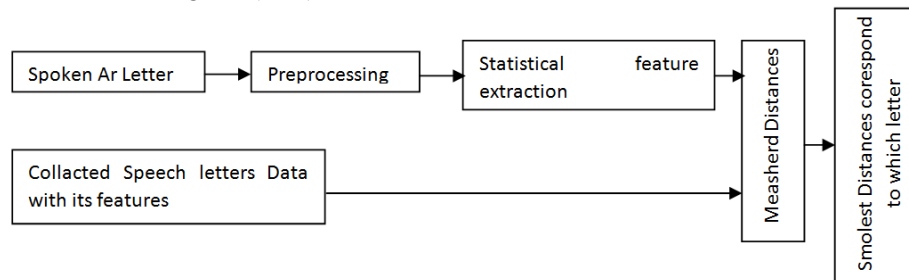 Spoken Ar Letter
Preprocessing
Statistical feature
extraction
Collacted Speech letters Data
with its features
Measherd Distances
Smolest Distances corespond
to which letter